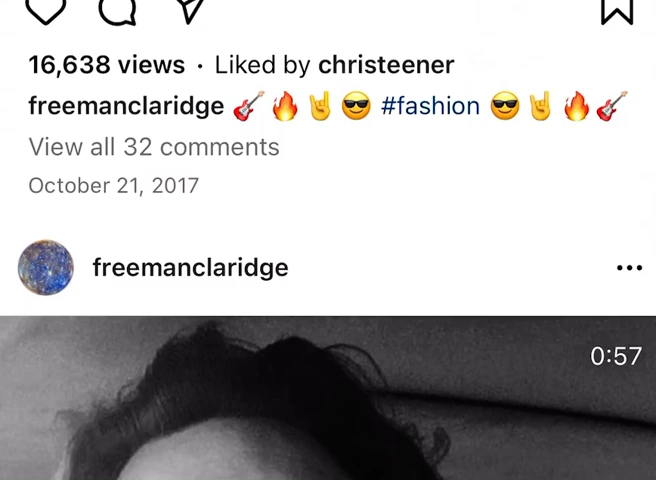 16,638 views · Liked by christeener
freemanclaridge 🎸🔥🤘😎 #fashion 😎🤘🔥🎸
View all 32 comments
October 21, 2017
freemanclaridge
0:57